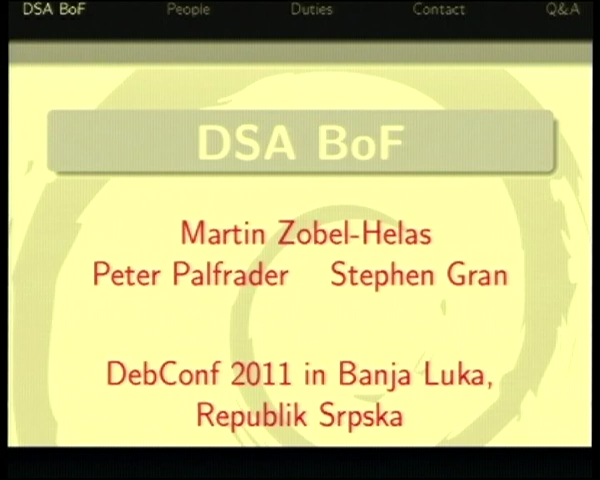 DSA BoF People Duties Contact Q&A
DSA BoF
Martin Zobel-Helas
Peter Palfrader Stephen Gran
DebConf 2011 in Banja Luka,
Republik Srpska